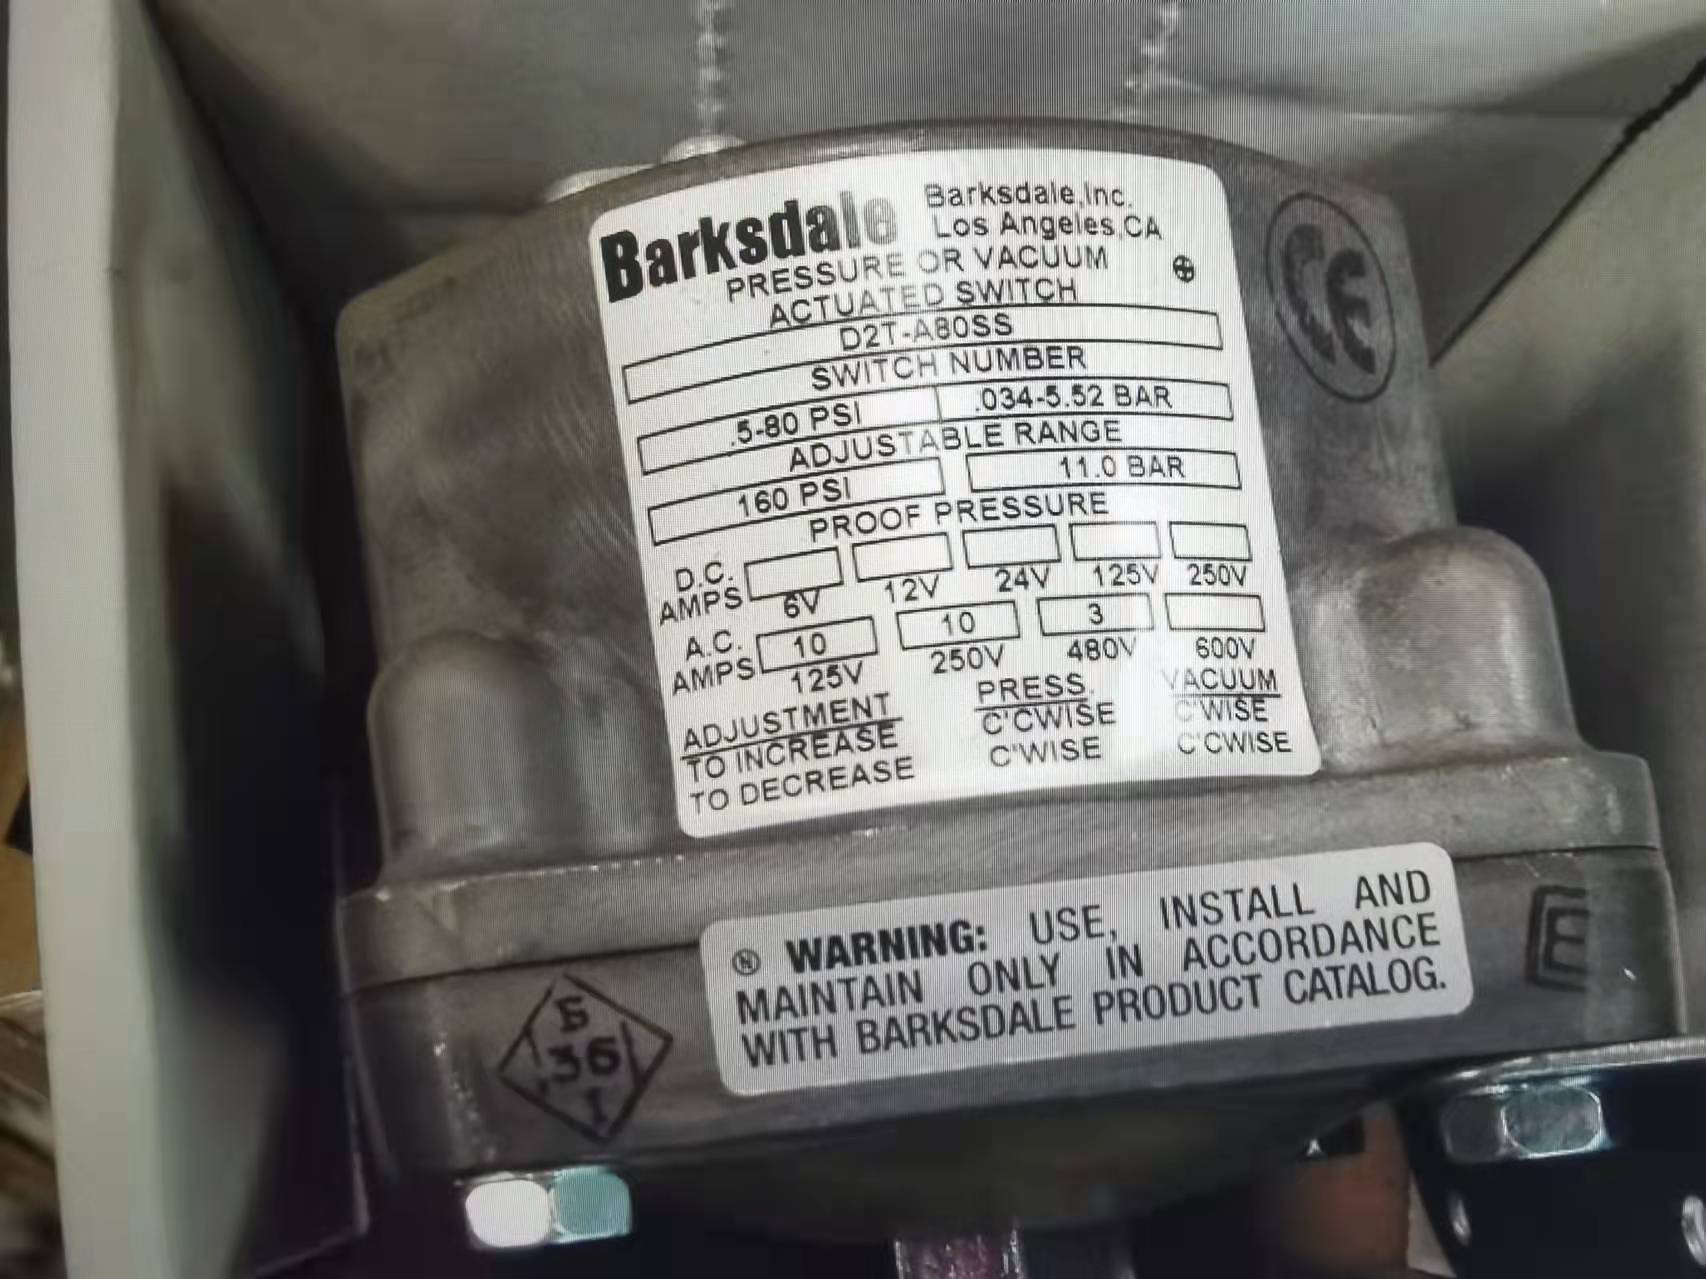 Barksdale
Barksdale,Inc.
Los Angeles,CA
PRESSURE OR VACUUM
ACTUATED SWITCH
D2T-A80SS
SWITCH NUMBER
.5-80 PSI .034-5.52 BAR
ADJUSTABLE RANGE
160 PSI 11.0 BAR
PROOF PRESSURE
D.C.
AMPS
6V 12V 24V 125V 250V
A.C.
AMPS
10 10 3
125V 250V 480V 600V
ADJUSTMENT PRESS. VACUUM
TO INCREASE C'CWISE C'WISE
TO DECREASE C'WISE C'CWISE
CE
WARNING: USE, INSTALL AND
MAINTAIN ONLY IN ACCORDANCE
WITH BARKSDALE PRODUCT CATALOG.
E
36
1